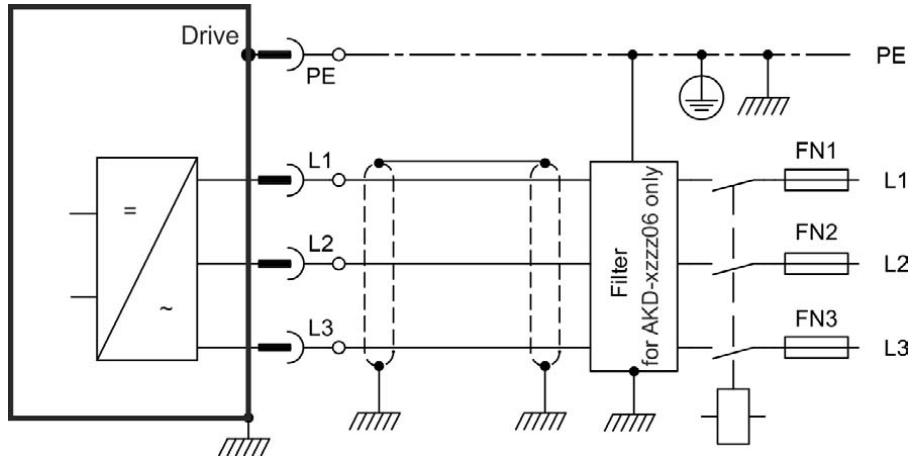 Drive
PE
PE
L1
FN1
L1
L2
FN2
L2
L3
FN3
L3
=
~
Filter
for AKD-xzzz06 only